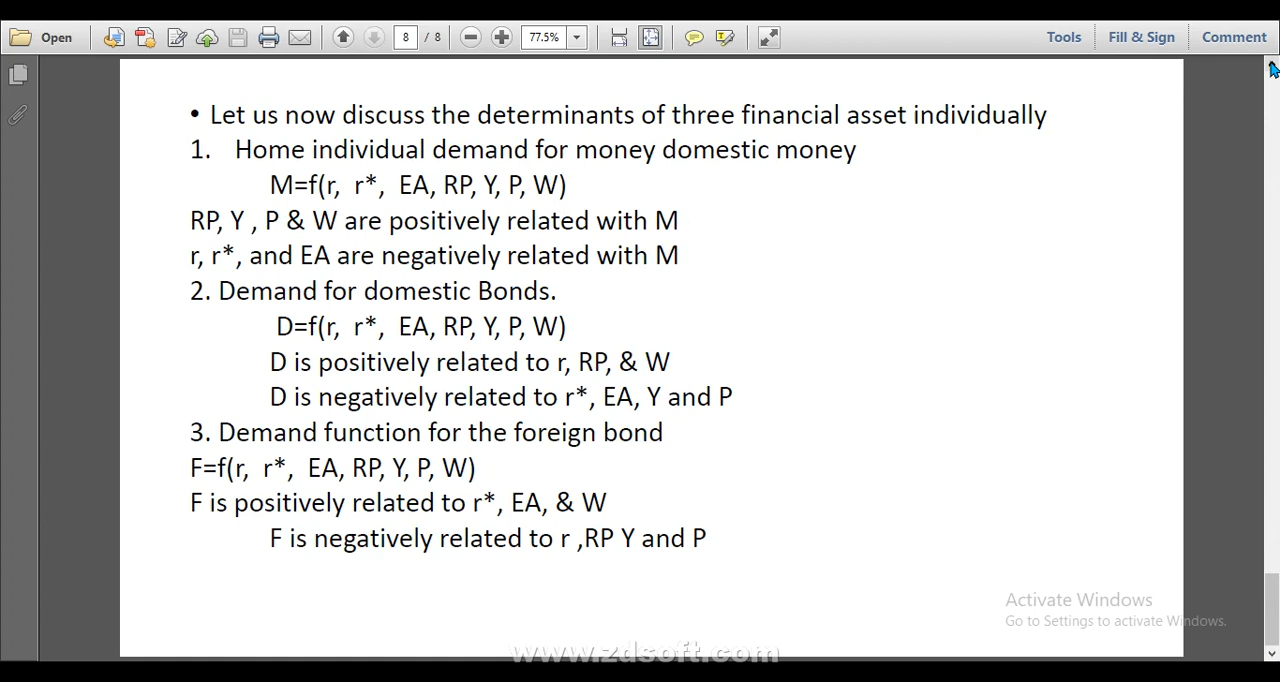 Open
8 / 8
77.5%
Tools
Fill & Sign
Comment
• Let us now discuss the determinants of three financial asset individually
1. Home individual demand for money domestic money
M=f(r, r*, EA, RP, Y, P, W)
RP, Y , P & W are positively related with M
r, r*, and EA are negatively related with M
2. Demand for domestic Bonds.
D=f(r, r*, EA, RP, Y, P, W)
D is positively related to r, RP, & W
D is negatively related to r*, EA, Y and P
3. Demand function for the foreign bond
F=f(r, r*, EA, RP, Y, P, W)
F is positively related to r*, EA, & W
F is negatively related to r ,RP Y and P
Activate Windows
Go to Settings to activate Windows.
www.zdsoft.com